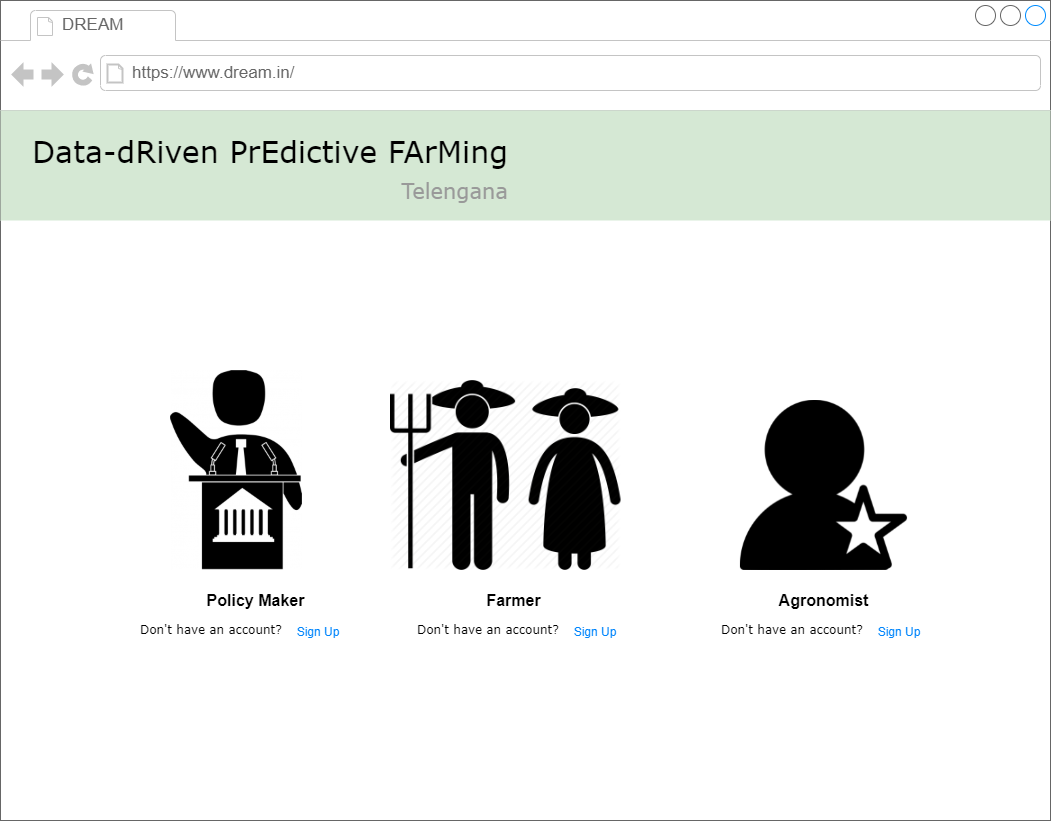 DREAM
https://www.dream.in/
Data-dRiven PrEdictive FArMing
Telengana
Policy Maker
Don't have an account? Sign Up
Farmer
Don't have an account? Sign Up
Agronomist
Don't have an account? Sign Up